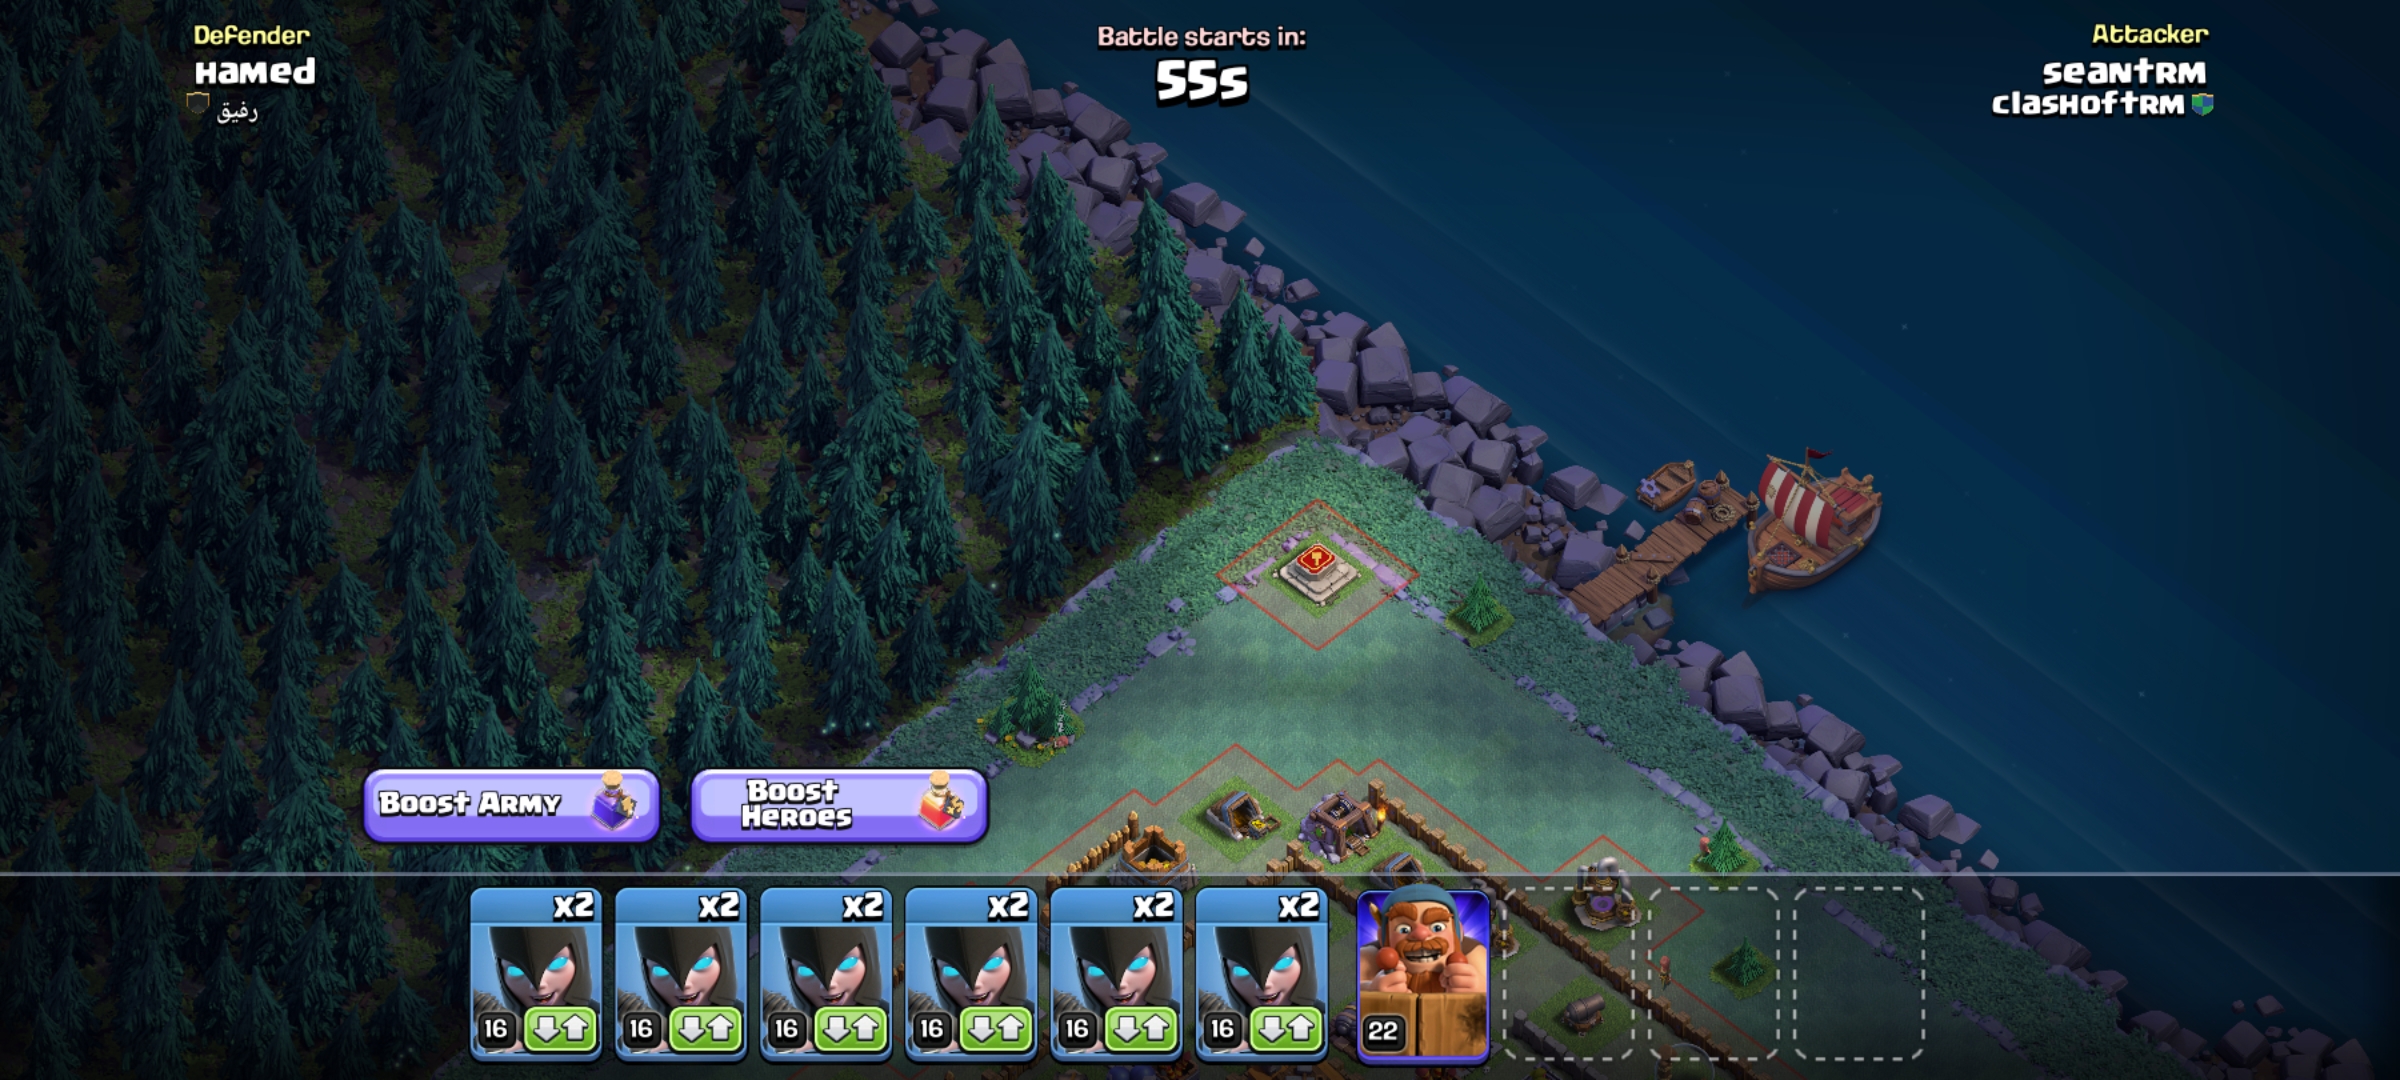 Defender
Hamed
رفيق
Battle starts in:
55s
Attacker
seantRM
clashoftRM
Boost Army
Boost
Heroes
x2 x2 x2 x2 x2 x2
16 16 16 16 16 16 22